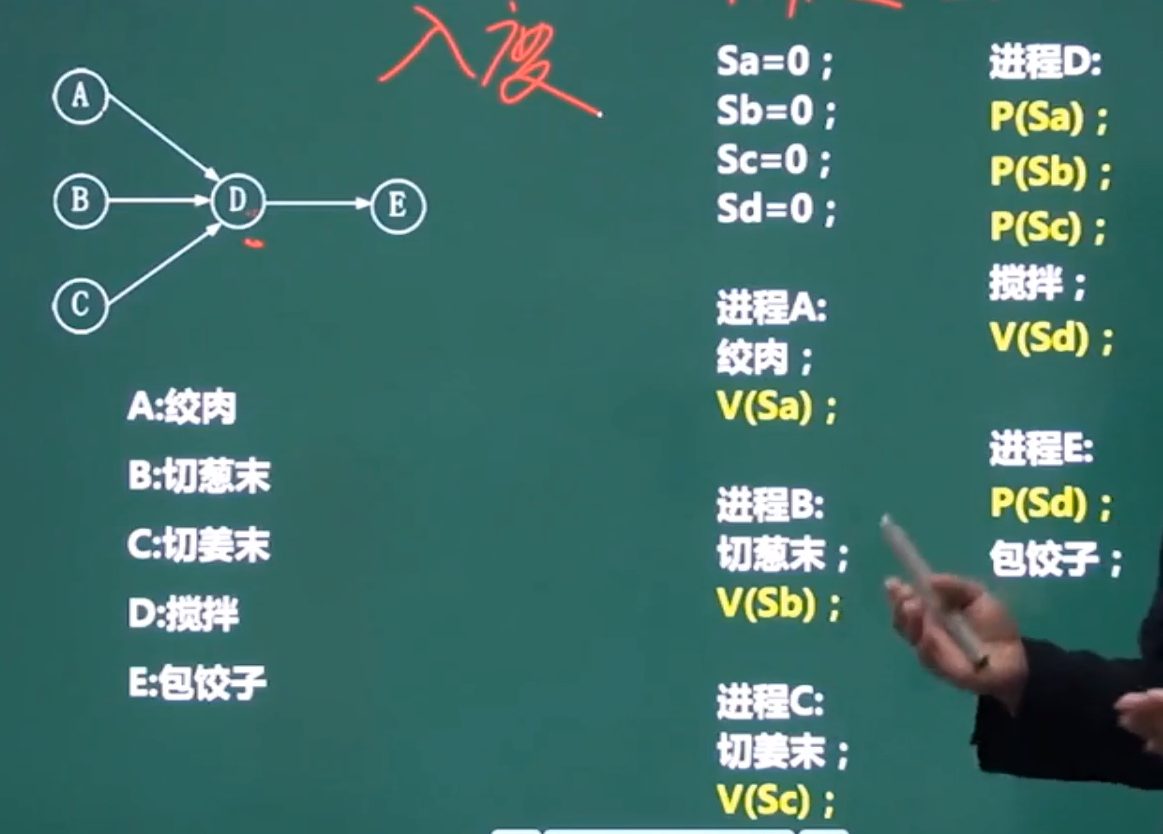 入度
A
B
C
D
E
A:绞肉
B:切葱末
C:切姜末
D:搅拌
E:包饺子
Sa=0；
Sb=0；
Sc=0；
Sd=0；
进程A:
绞肉；
V(Sa)；
进程B:
切葱末；
V(Sb)；
进程C:
切姜末；
V(Sc)；
进程D:
P(Sa)；
P(Sb)；
P(Sc)；
搅拌；
V(Sd)；
进程E:
P(Sd)；
包饺子；